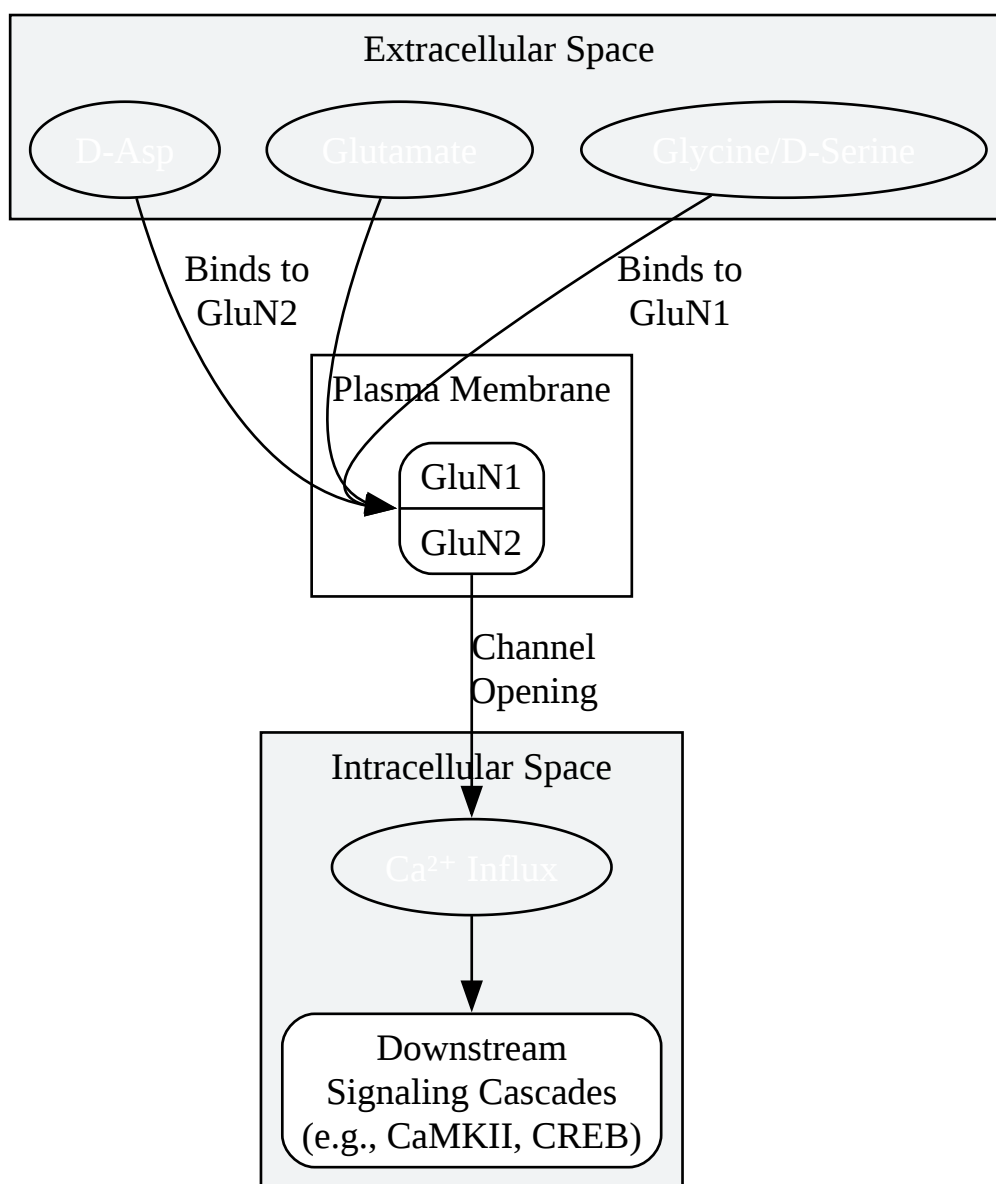 Extracellular Space
D-Asp
Glutamate
Glycine/D-Serine
Binds to
GluN2
Binds to
GluN1
Plasma Membrane
GluN1
GluN2
Channel
Opening
Intracellular Space
Ca²⁺ Influx
Downstream
Signaling Cascades
(e.g., CaMKII, CREB)